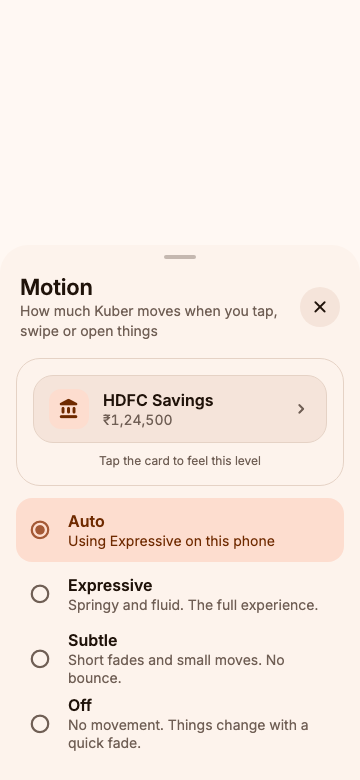 Motion
How much Kuber moves when you tap,
swipe or open things
HDFC Savings
₹1,24,500
Tap the card to feel this level
Auto
Using Expressive on this phone
Expressive
Springy and fluid. The full experience.
Subtle
Short fades and small moves. No
bounce.
Off
No movement. Things change with a
quick fade.